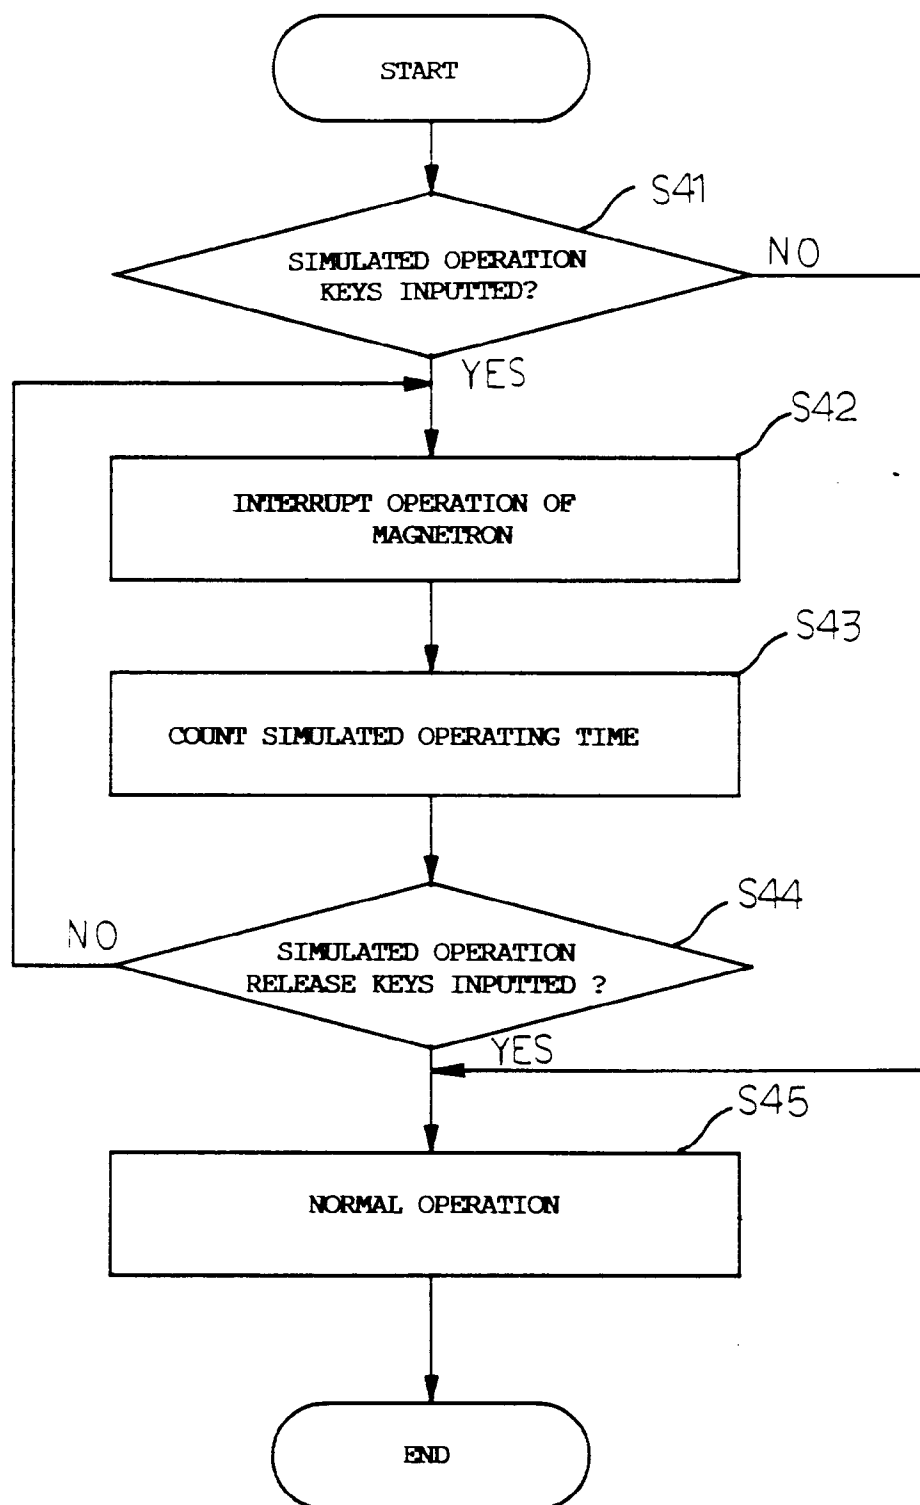 START
S41
SIMULATED OPERATION
KEYS INPUTTED?
NO
YES
S42
INTERRUPT OPERATION OF
MAGNETRON
S43
COUNT SIMULATED OPERATING TIME
S44
NO
SIMULATED OPERATION
RELEASE KEYS INPUTTED ?
YES
S45
NORMAL OPERATION
END